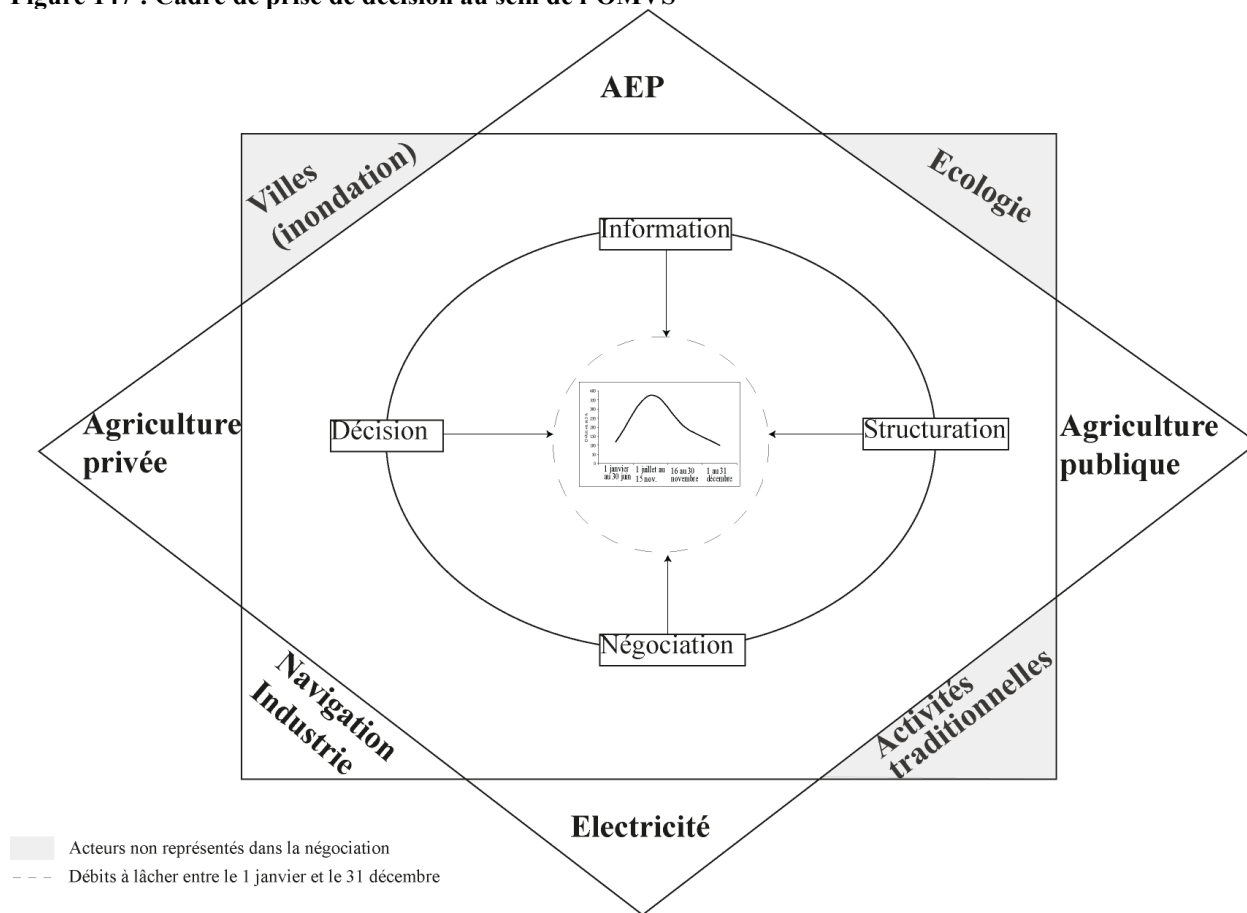 Figure 147 : Cadre de prise de décision au sein de l'OMVS
AEP
Villes
(inondation)
Ecologie
Information
Agriculture
privée
Décision
Structuration
Agriculture
publique
400
1 janvier
au 30 juin
1 juillet au
15 nov.
16 au 30
novembre
1 au 31
décembre
Négociation
Navigation
Industrie
Activités
traditionnelles
Electricité
Acteurs non représentés dans la négociation
Débits à lâcher entre le 1 janvier et le 31 décembre